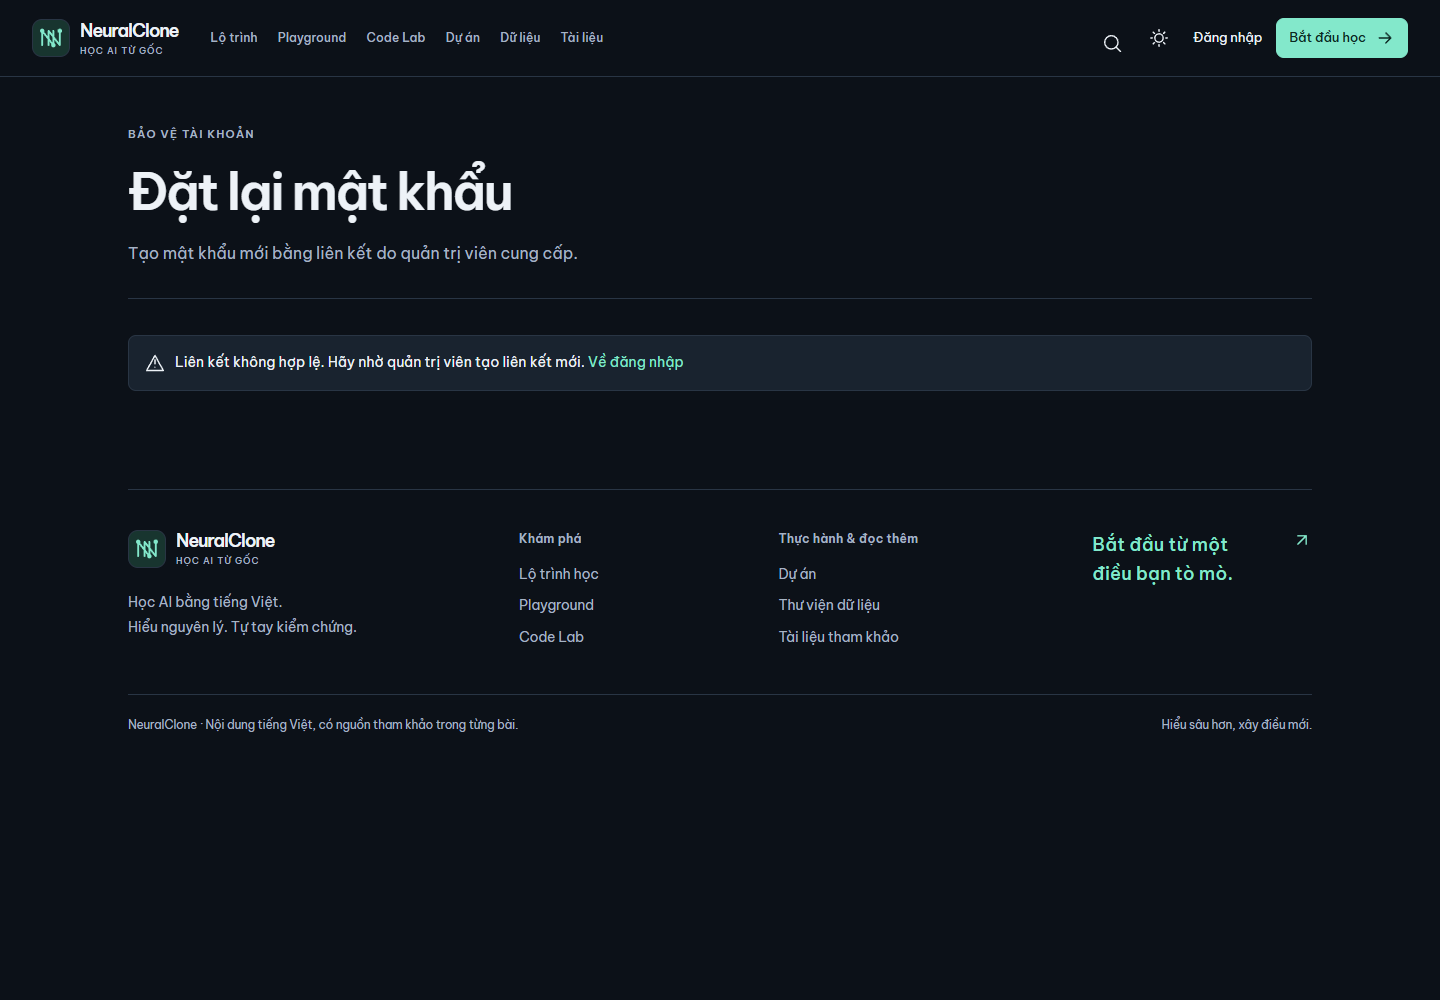 NeuralClone
HỌC AI TỪ GỐC
Lộ trình
Playground
Code Lab
Dự án
Dữ liệu
Tài liệu
Đăng nhập
Bắt đầu học
BẢO VỆ TÀI KHOẢN
Đặt lại mật khẩu
Tạo mật khẩu mới bằng liên kết do quản trị viên cung cấp.
Liên kết không hợp lệ. Hãy nhờ quản trị viên tạo liên kết mới. Về đăng nhập
NeuralClone
HỌC AI TỪ GỐC
Học AI bằng tiếng Việt.
Hiểu nguyên lý. Tự tay kiểm chứng.
Khám phá
Lộ trình học
Playground
Code Lab
Thực hành & đọc thêm
Dự án
Thư viện dữ liệu
Tài liệu tham khảo
Bắt đầu từ một
điều bạn tò mò.
NeuralClone · Nội dung tiếng Việt, có nguồn tham khảo trong từng bài.
Hiểu sâu hơn, xây điều mới.